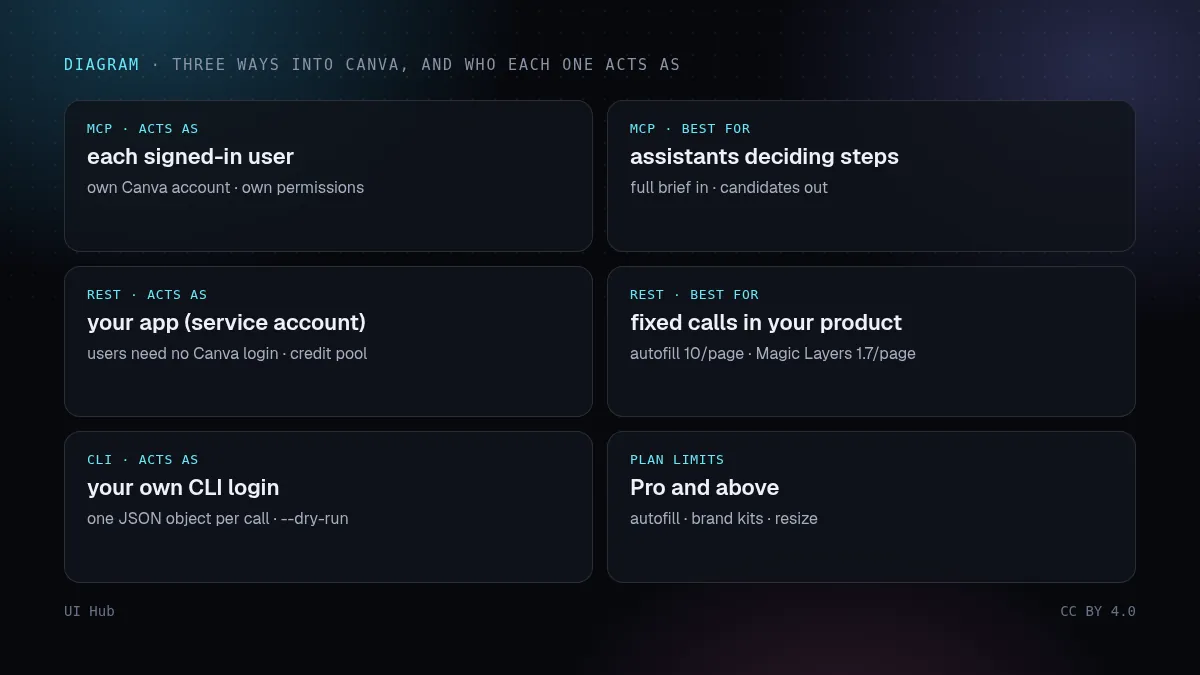 DIAGRAM · THREE WAYS INTO CANVA, AND WHO EACH ONE ACTS AS
MCP · ACTS AS
each signed-in user
own Canva account · own permissions
MCP · BEST FOR
assistants deciding steps
full brief in · candidates out
REST · ACTS AS
your app (service account)
users need no Canva login · credit pool
REST · BEST FOR
fixed calls in your product
autofill 10/page · Magic Layers 1.7/page
CLI · ACTS AS
your own CLI login
one JSON object per call · --dry-run
PLAN LIMITS
Pro and above
autofill · brand kits · resize
UI Hub
CC BY 4.0